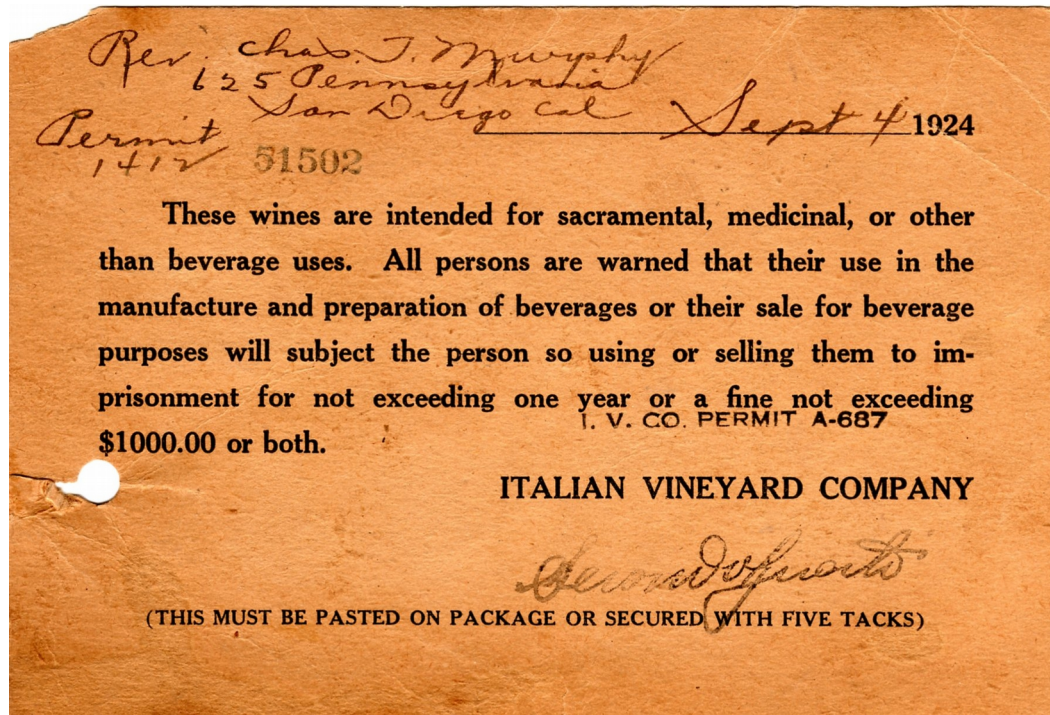 Rev. Chas. T. Murphy
625 Pennsylvania
San Diego Cal
Sept 4 1924
Permit
1412 51502
These wines are intended for sacramental, medicinal, or other
than beverage uses. All persons are warned that their use in the
manufacture and preparation of beverages or their sale for beverage
purposes will subject the person so using or selling them to im-
prisonment for not exceeding one year or a fine not exceeding
I. V. CO. PERMIT A-687
$1000.00 or both.
ITALIAN VINEYARD COMPANY
Secondo Guasti
(THIS MUST BE PASTED ON PACKAGE OR SECURED WITH FIVE TACKS)